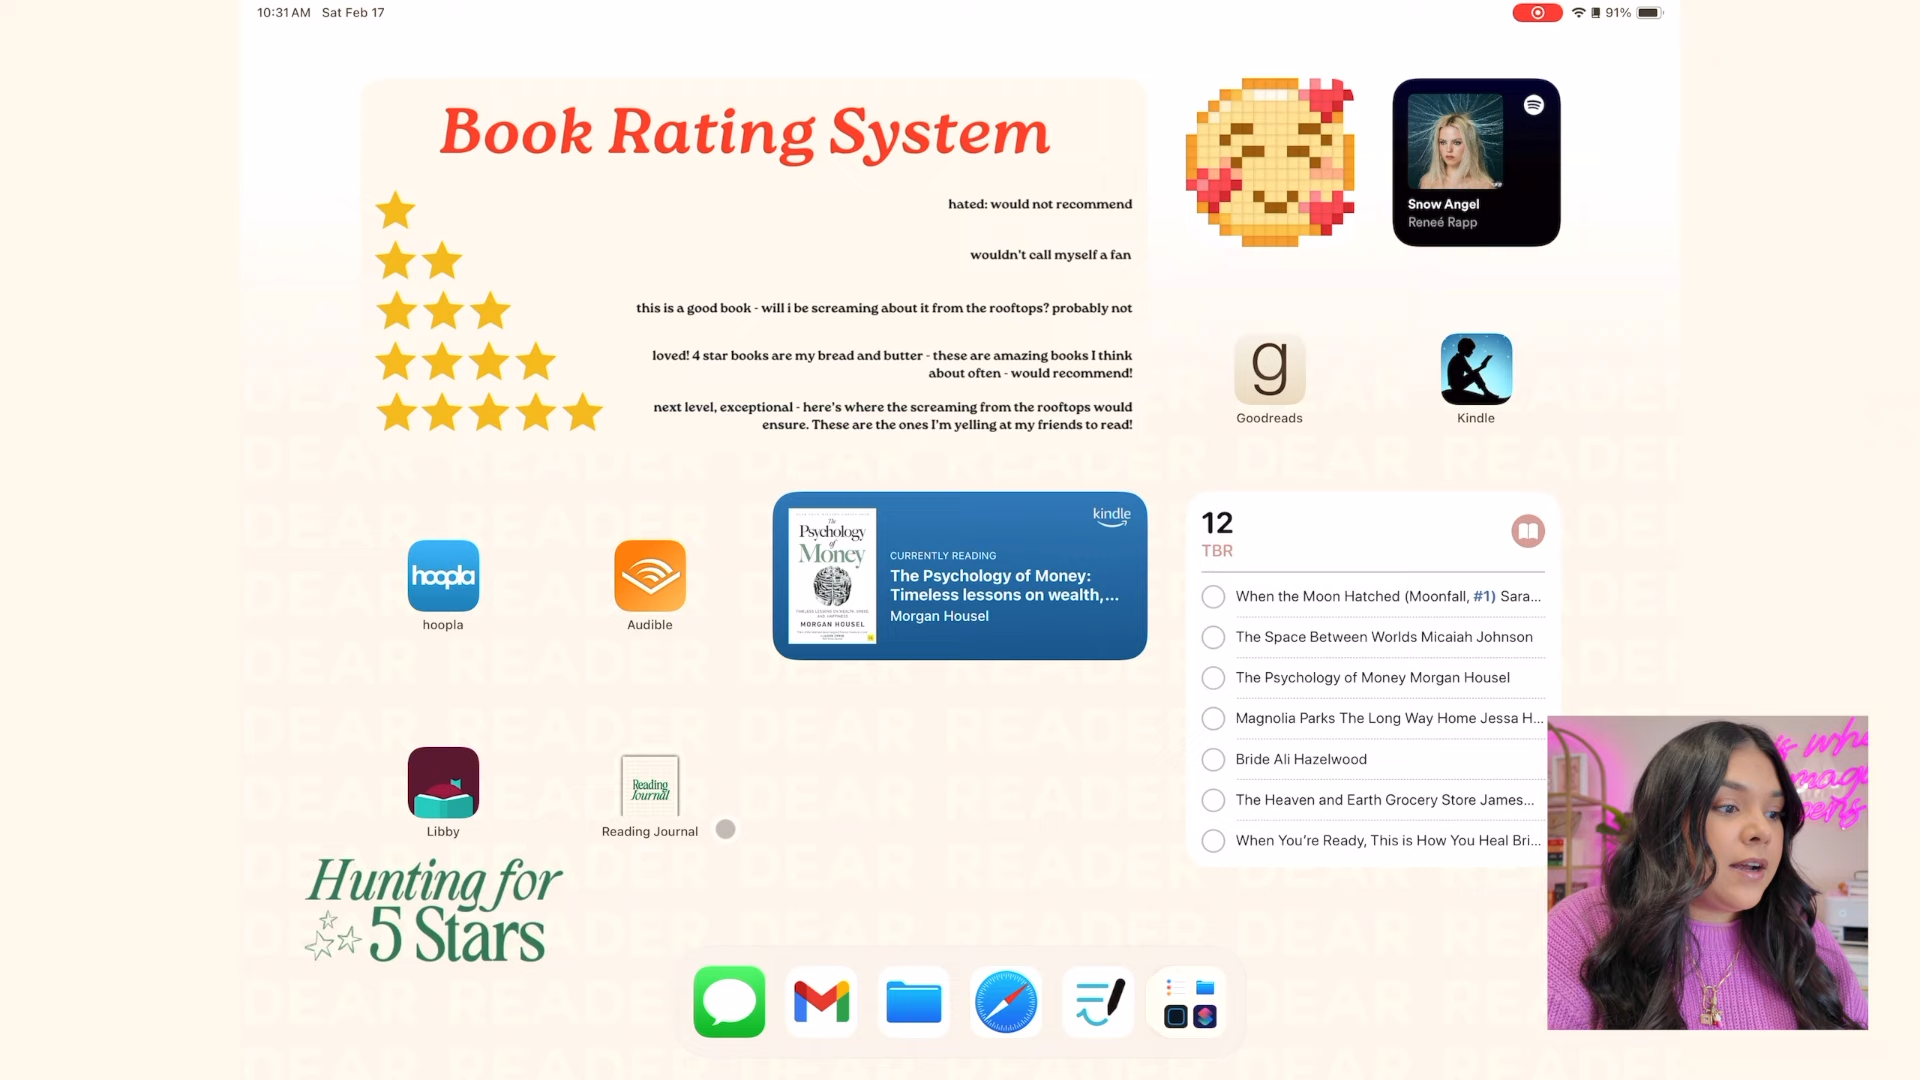 10:31 AM Sat Feb 17
91%
Book Rating System
hated: would not recommend
wouldn't call myself a fan
this is a good book - will i be screaming about it from the rooftops? probably not
loved! 4 star books are my bread and butter - these are amazing books I think
about often - would recommend!
next level, exceptional - here's where the screaming from the rooftops would
ensure. These are the ones I'm yelling at my friends to read!
Snow Angel
Reneé Rapp
g
Goodreads
Kindle
hoopla
hoopla
Audible
The
Psychology
of
Money
MORGAN HOUSEL
kindle
CURRENTLY READING
The Psychology of Money:
Timeless lessons on wealth,...
Morgan Housel
12
TBR
When the Moon Hatched (Moonfall, #1) Sara...
The Space Between Worlds Micaiah Johnson
The Psychology of Money Morgan Housel
Magnolia Parks The Long Way Home Jessa H...
Bride Ali Hazelwood
The Heaven and Earth Grocery Store James...
When You're Ready, This is How You Heal Bri...
Libby
Reading
Journal
Reading Journal
Hunting for
5 Stars
DEAR READER DEAR READER DEAR READER